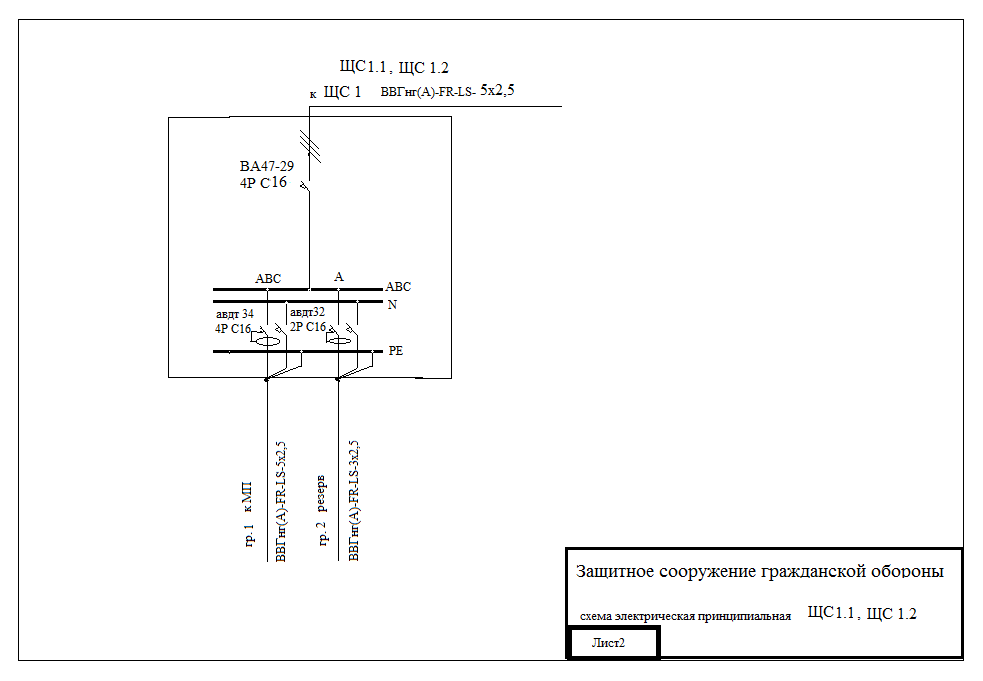 ЩС1.1, ЩС 1.2
к ЩС 1 ВВГнг(А)-FR-LS- 5х2,5
ВА47-29
4Р С16
АВС А
АВС
N
авдт 34
4Р С16
авдт32
2Р С16
РЕ
гр. 1 к МП
ВВГнг(А)-FR-LS-5х2,5
гр. 2 резерв
ВВГнг(А)-FR-LS-3х2,5
Защитное сооружение гражданской обороны
схема электрическая принципиальная ЩС1.1, ЩС 1.2
Лист2